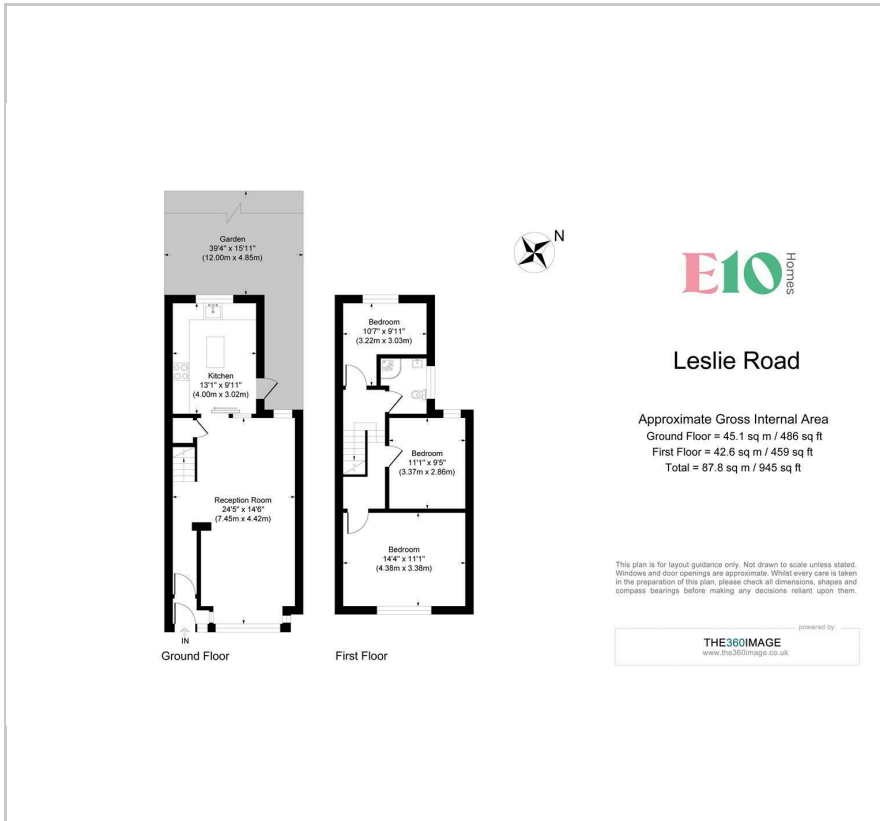 Garden
39'4" x 15'11"
(12.00m x 4.85m)
Kitchen
13'1" x 9'11"
(4.00m x 3.02m)
Reception Room
24'5" x 14'6"
(7.45m x 4.42m)
IN
Ground Floor
Bedroom
10'7" x 9'11"
(3.22m x 3.03m)
Bedroom
11'1" x 9'5"
(3.37m x 2.86m)
Bedroom
14'4" x 11'1"
(4.38m x 3.38m)
First Floor
N
E10 Homes
Leslie Road
Approximate Gross Internal Area
Ground Floor = 45.1 sq m / 486 sq ft
First Floor = 42.6 sq m / 459 sq ft
Total = 87.8 sq m / 945 sq ft
This plan is for layout guidance only. Not drawn to scale unless stated.
Windows and door openings are approximate. Whilst every care is taken
in the preparation of this plan, please check all dimensions, shapes and
compass bearings before making any decisions reliant upon them.
powered by:
THE360IMAGE
www.the360image.co.uk